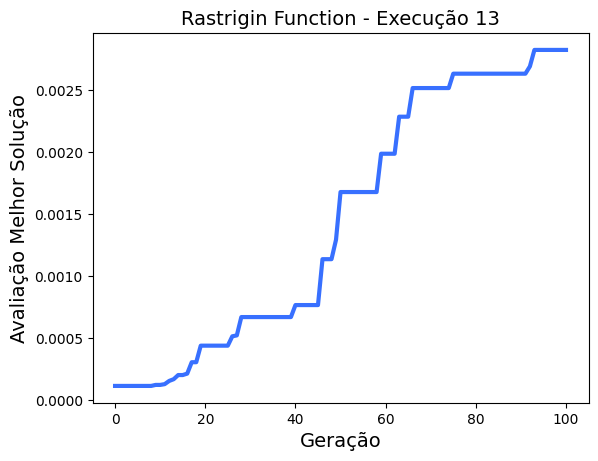 Rastrigin Function - Execução 13
Avaliação Melhor Solução
0.0025
0.0020
0.0015
0.0010
0.0005
0.0000
0 20 40 60 80 100
Geração